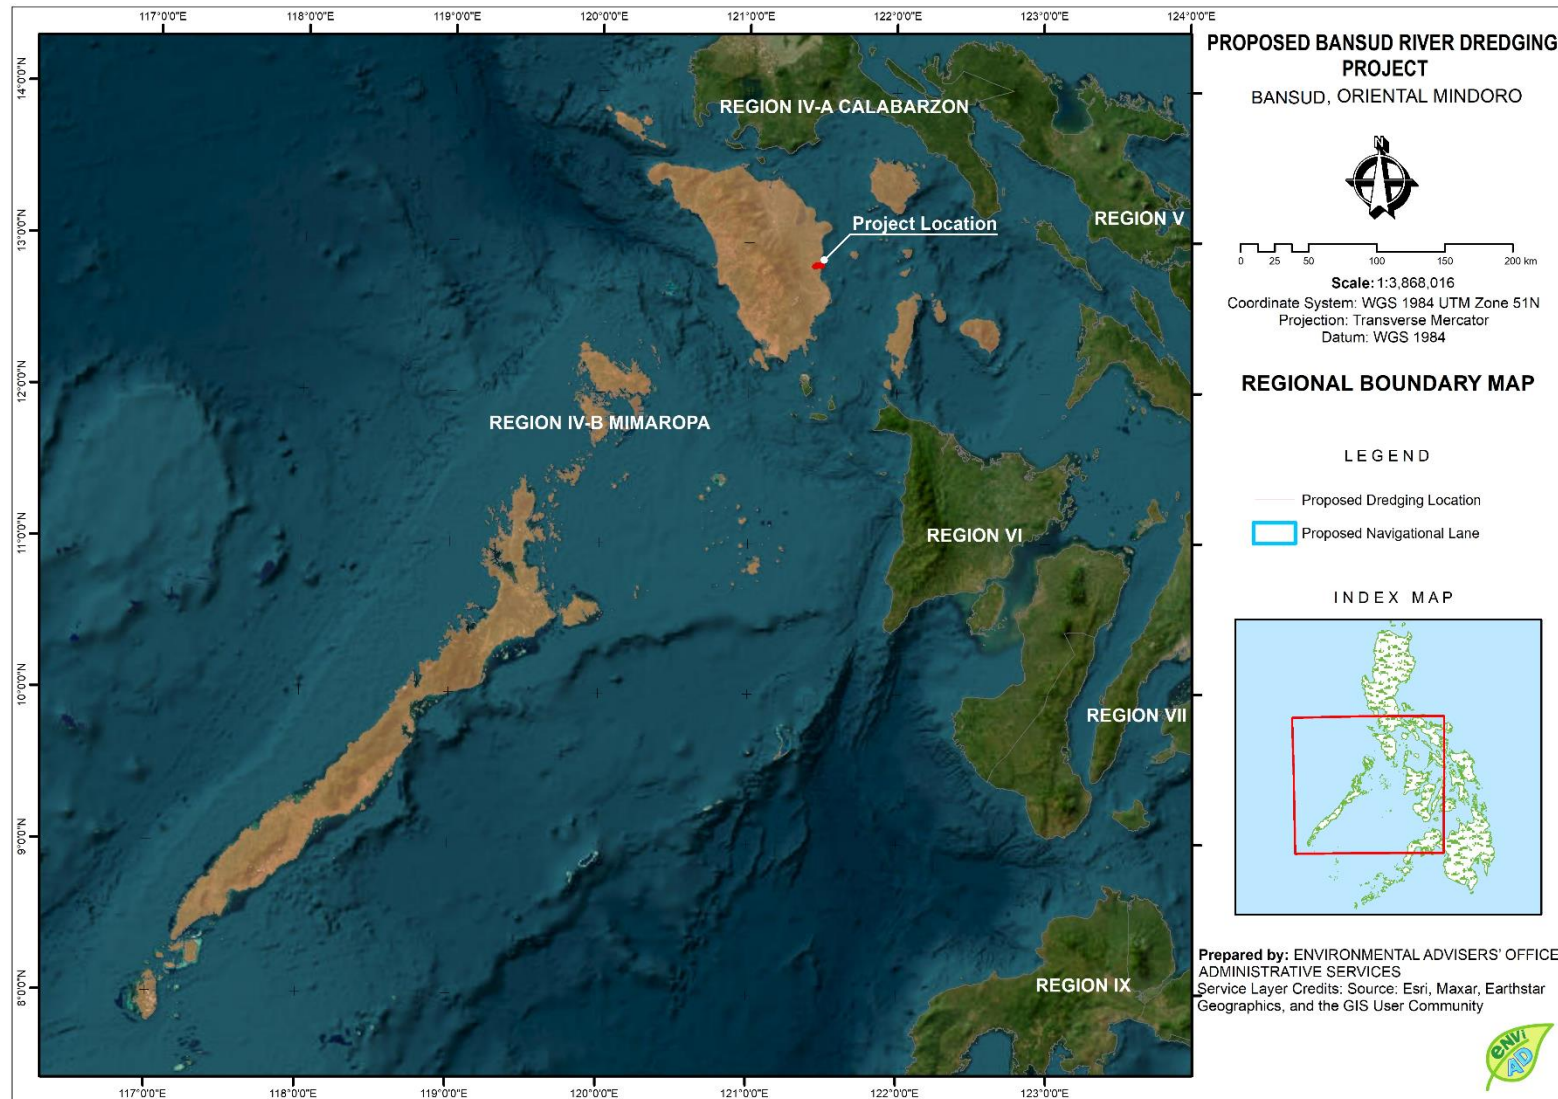 117°0'0"E
118°0'0"E
119°0'0"E
120°0'0"E
121°0'0"E
122°0'0"E
123°0'0"E
124°0'0"E
14°0'0"N
13°0'0"N
12°0'0"N
11°0'0"N
10°0'0"N
9°0'0"N
8°0'0"N
REGION IV-A CALABARZON
REGION V
Project Location
REGION IV-B MIMAROPA
REGION VI
REGION VII
REGION IX
117°0'0"E
118°0'0"E
119°0'0"E
120°0'0"E
121°0'0"E
122°0'0"E
123°0'0"E
PROPOSED BANSUD RIVER DREDGING
PROJECT
BANSUD, ORIENTAL MINDORO
N
0 25 50 100 150 200 km
Scale: 1:3,868,016
Coordinate System: WGS 1984 UTM Zone 51N
Projection: Transverse Mercator
Datum: WGS 1984
REGIONAL BOUNDARY MAP
LEGEND
Proposed Dredging Location
Proposed Navigational Lane
INDEX MAP
Prepared by: ENVIRONMENTAL ADVISERS' OFFICE
ADMINISTRATIVE SERVICES
Service Layer Credits: Source: Esri, Maxar, Earthstar
Geographics, and the GIS User Community
eNVi
AD